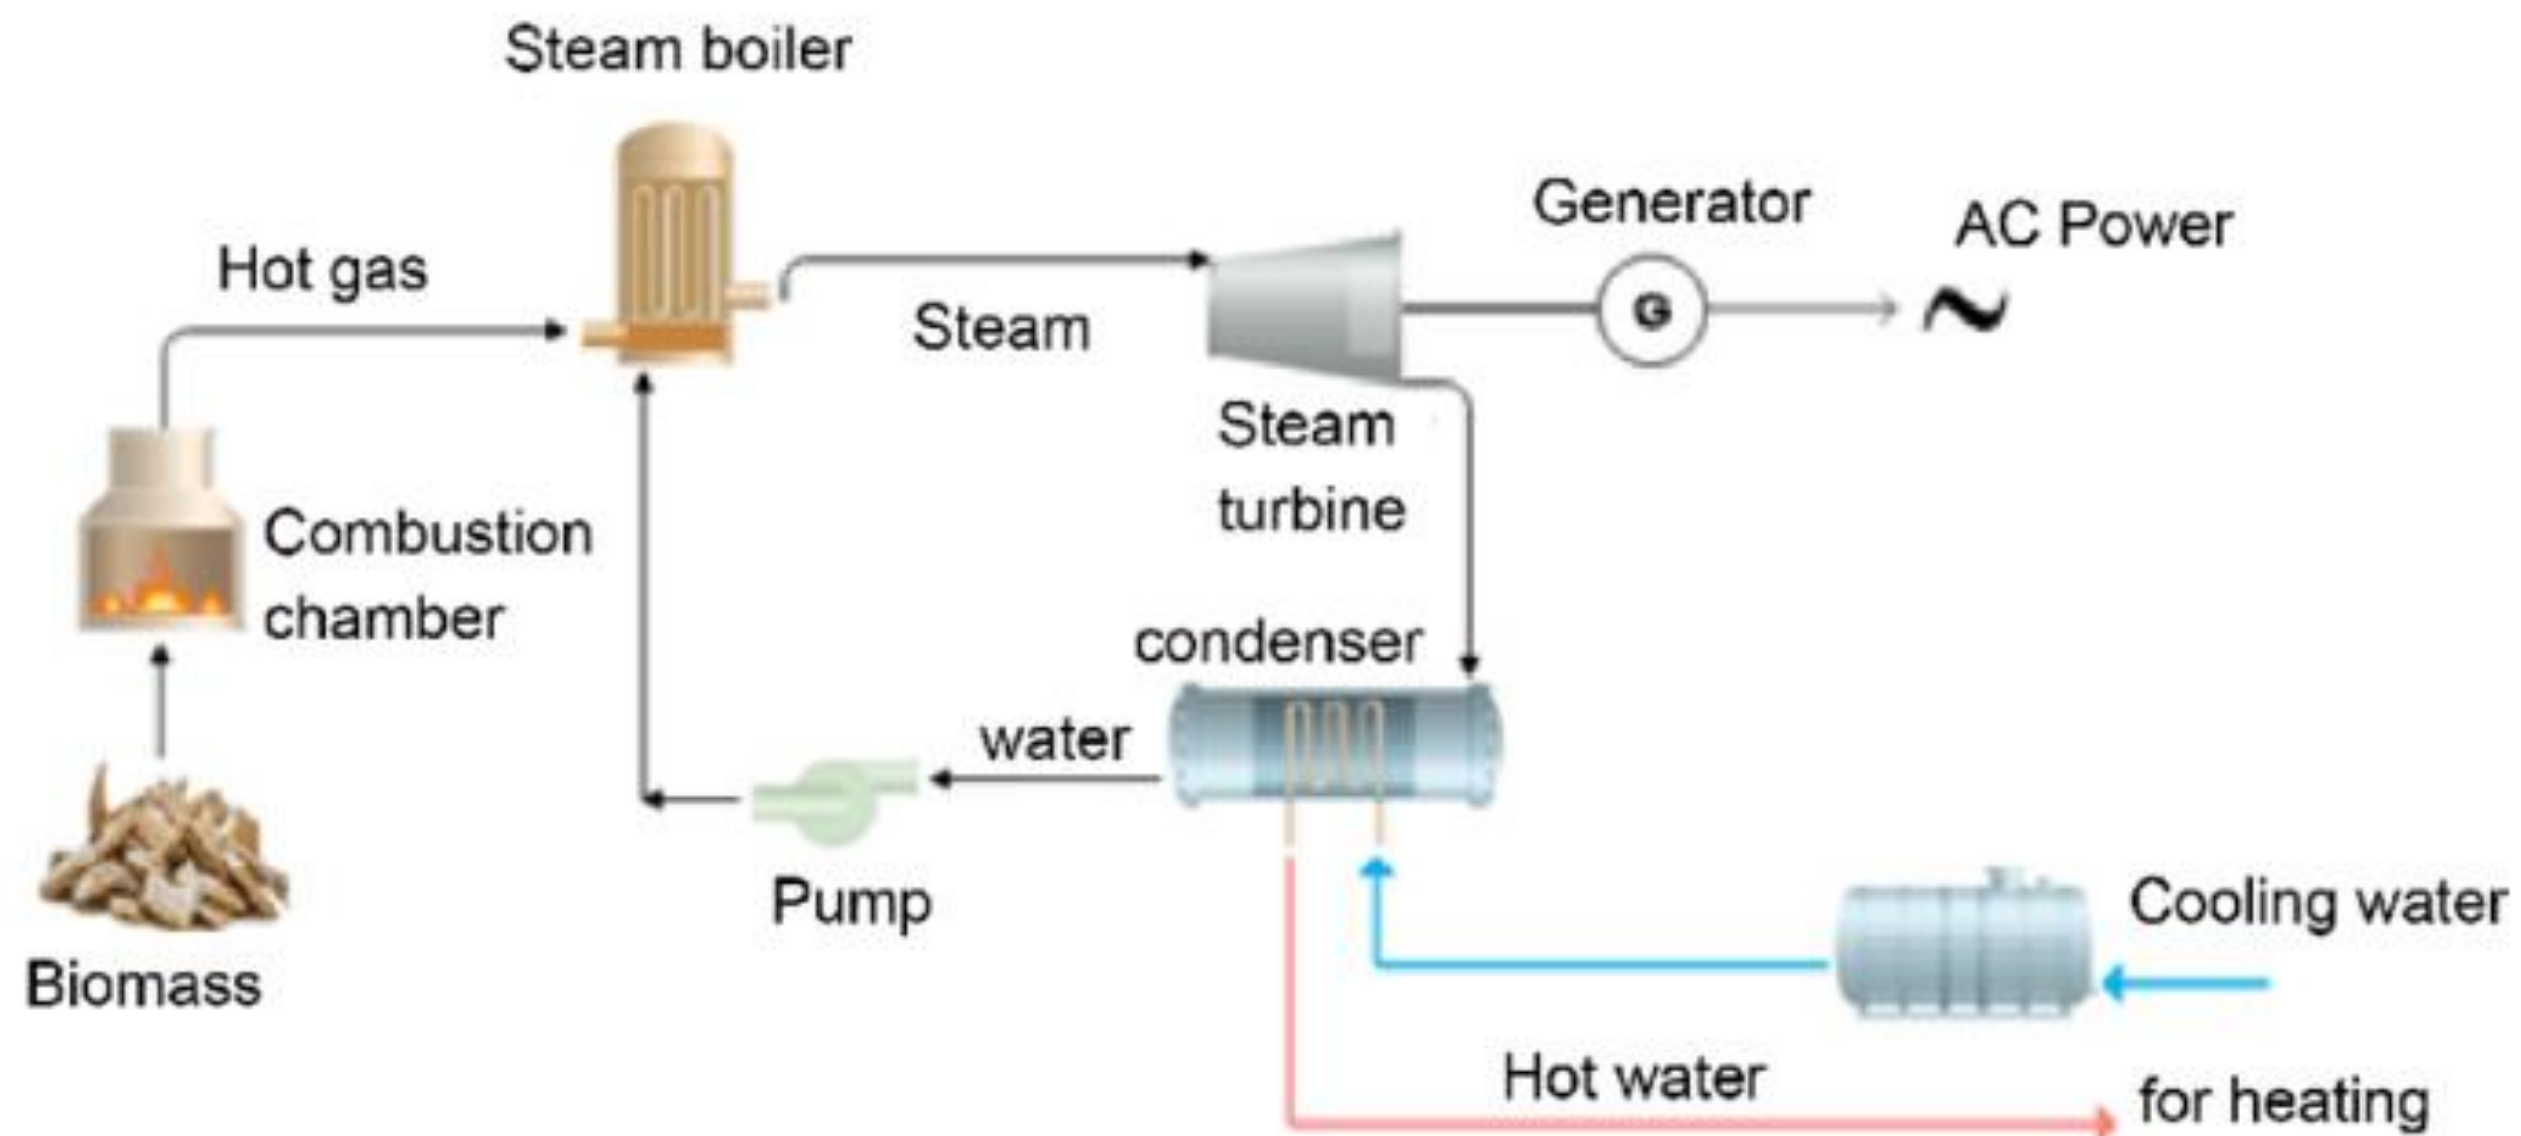 Steam boiler
Generator
AC Power
Hot gas
Steam
G
Steam
turbine
Combustion
chamber
condenser
water
Pump
Cooling water
Biomass
Hot water
for heating